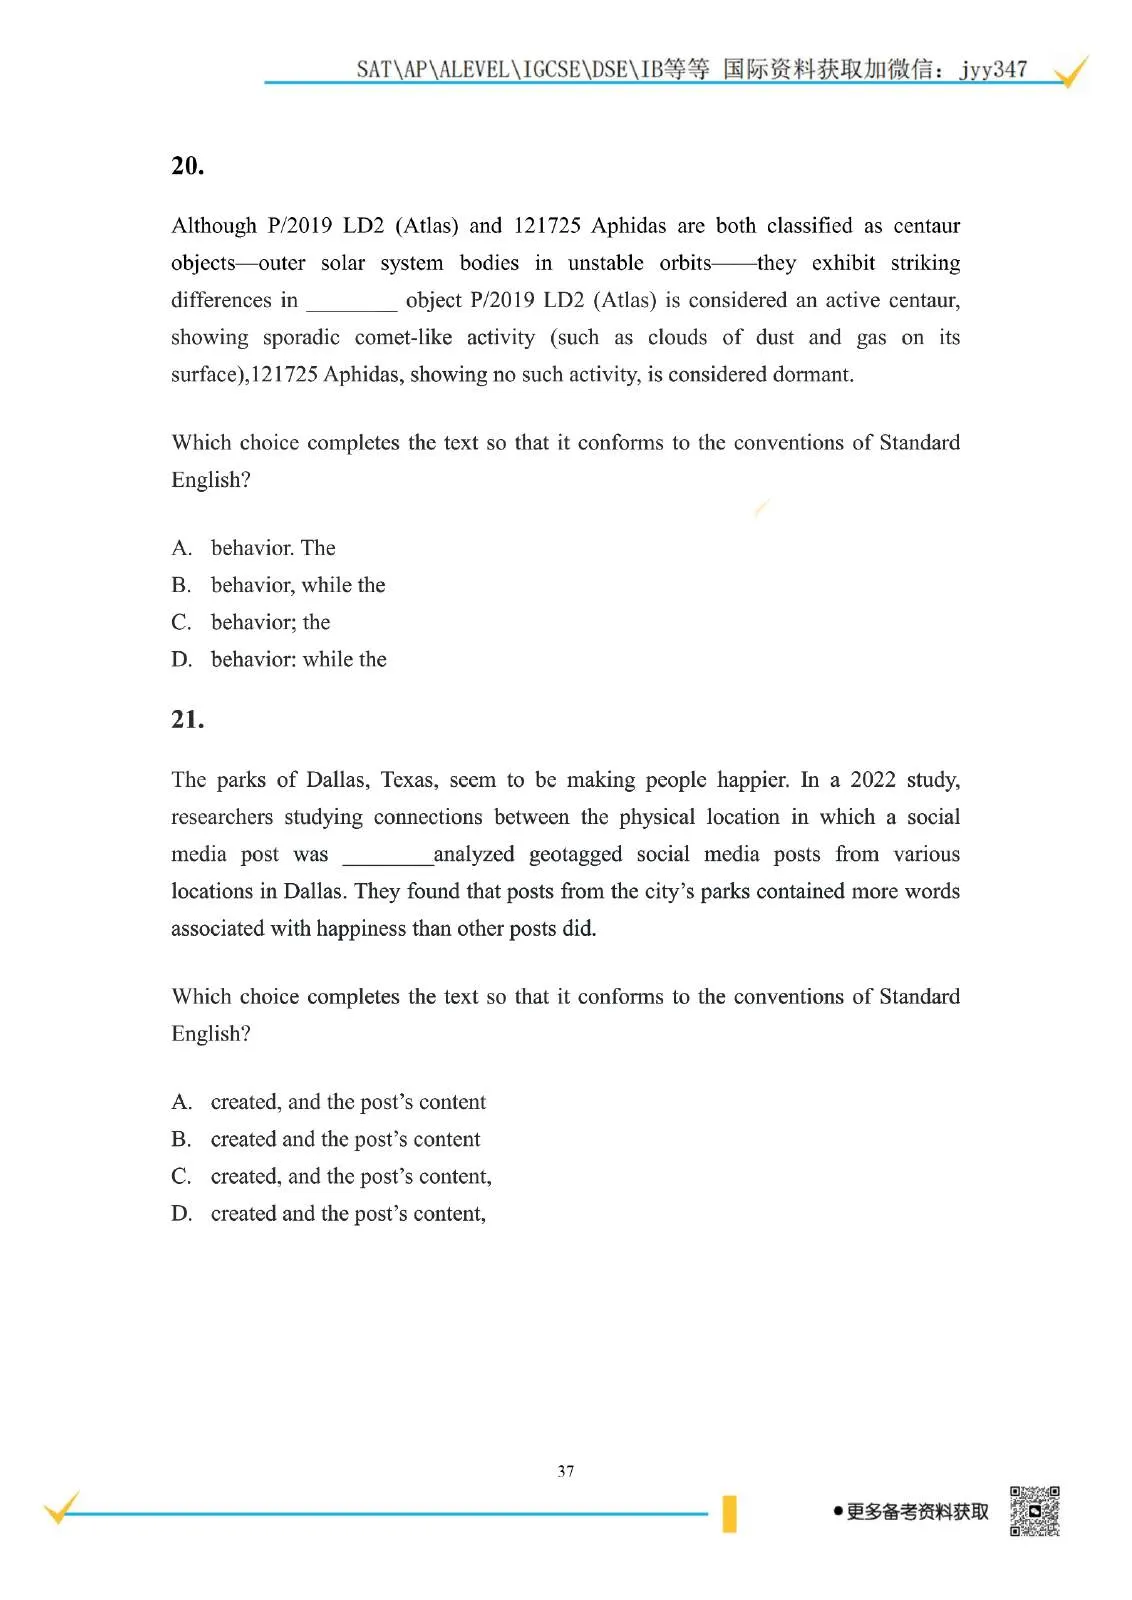 SAT\AP\ALEVEL\IGCSE\DSE\IB等等 国际资料获取加微信：jyy347
20.
Although P/2019 LD2 (Atlas) and 121725 Aphidas are both classified as centaur
objects—outer solar system bodies in unstable orbits——they exhibit striking
differences in ________ object P/2019 LD2 (Atlas) is considered an active centaur,
showing sporadic comet-like activity (such as clouds of dust and gas on its
surface),121725 Aphidas, showing no such activity, is considered dormant.
Which choice completes the text so that it conforms to the conventions of Standard
English?
A. behavior. The
B. behavior, while the
C. behavior; the
D. behavior: while the
21.
The parks of Dallas, Texas, seem to be making people happier. In a 2022 study,
researchers studying connections between the physical location in which a social
media post was ________analyzed geotagged social media posts from various
locations in Dallas. They found that posts from the city’s parks contained more words
associated with happiness than other posts did.
Which choice completes the text so that it conforms to the conventions of Standard
English?
A. created, and the post’s content
B. created and the post’s content
C. created, and the post’s content,
D. created and the post’s content,
37
●更多备考资料获取